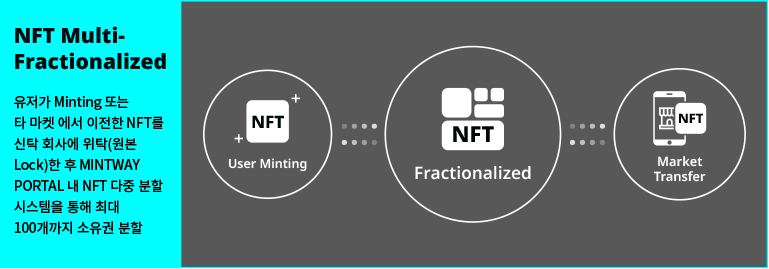 NFT Multi-
Fractionalized
유저가 Minting 또는
타 마켓 에서 이전한 NFT를
신탁 회사에 위탁(원본
Lock)한 후 MINTWAY
PORTAL 내 NFT 다중 분할
시스템을 통해 최대
100개까지 소유권 분할
NFT
User Minting
NFT
Fractionalized
NFT
Market
Transfer